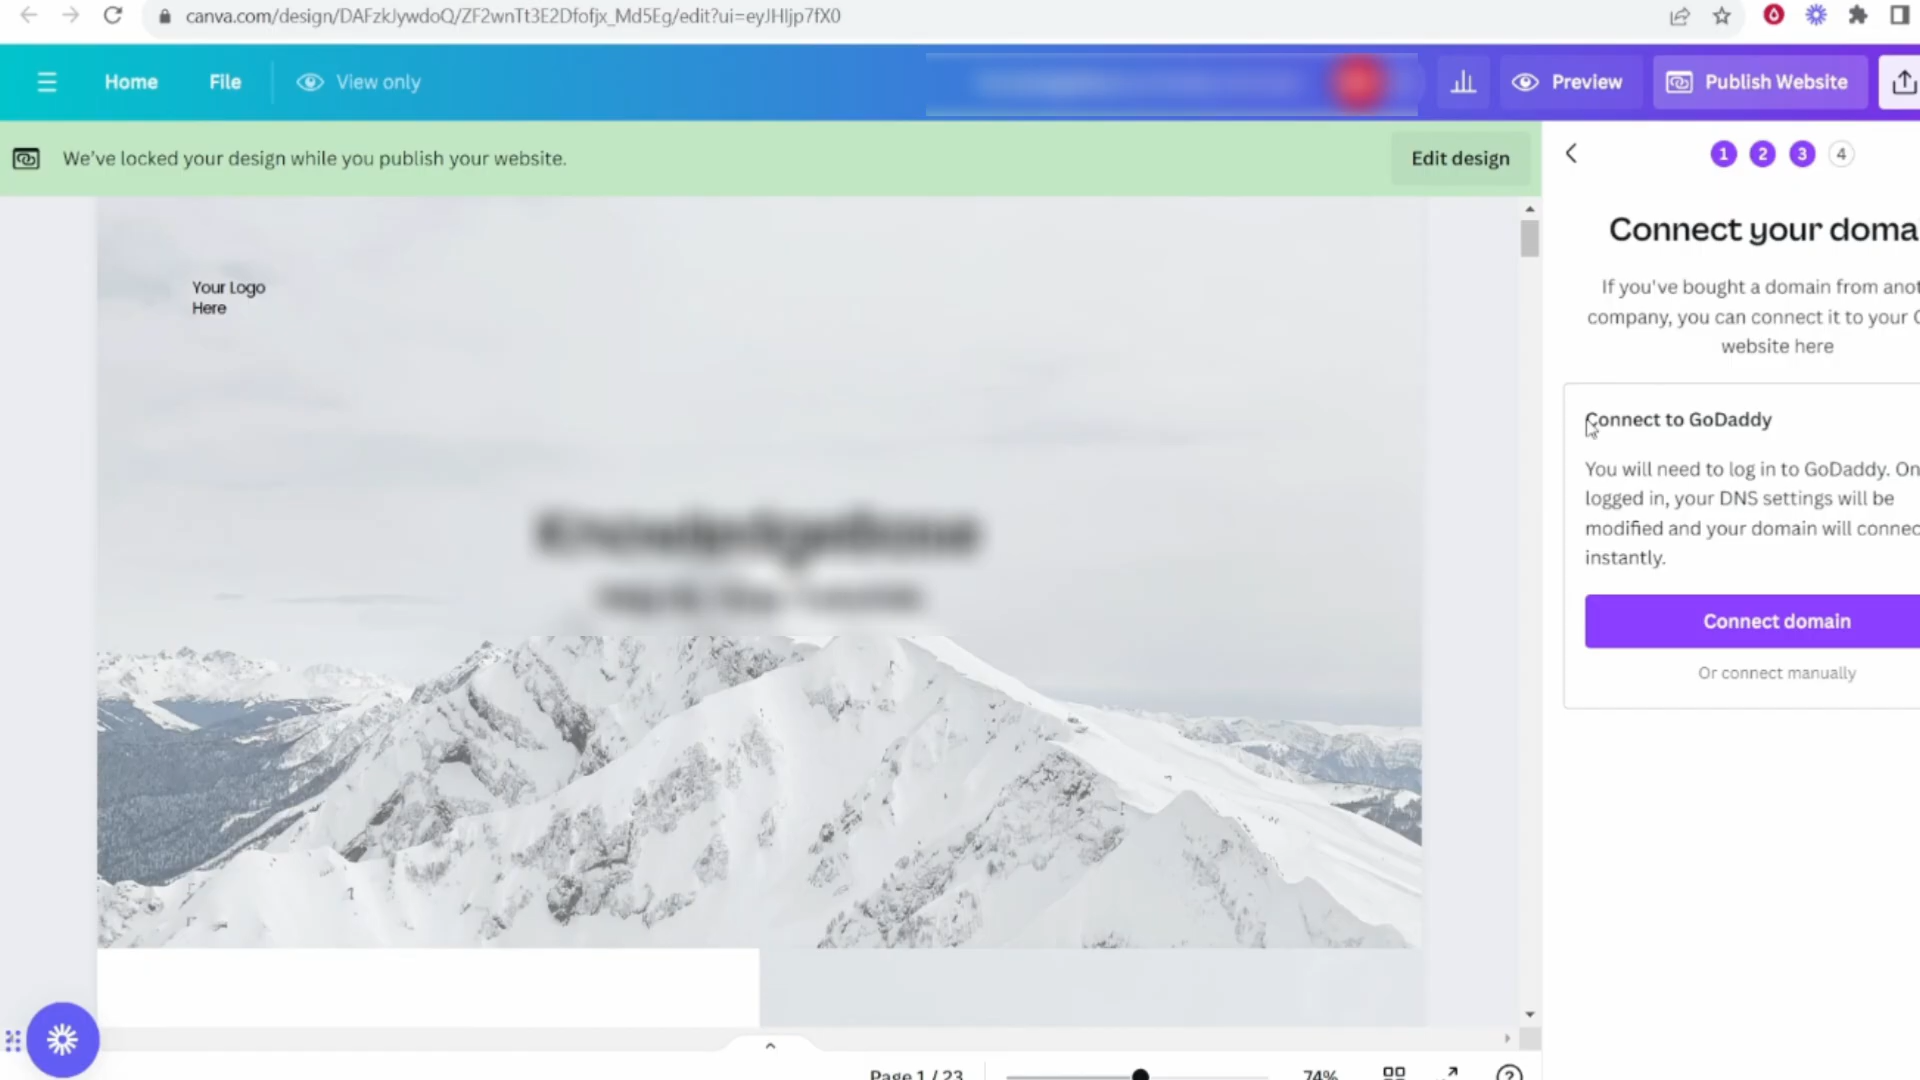 canva.com/design/DAFzkJywdoQ/ZF2wnTt3E2Dfofjx_Md5Eg/edit?ui=eyJHIjp7fX0
Home File View only Preview Publish Website
We've locked your design while you publish your website. Edit design
1 2 3 4
Your Logo
Here
Connect your doma
If you've bought a domain from anot
company, you can connect it to your C
website here
Connect to GoDaddy
You will need to log in to GoDaddy. On
logged in, your DNS settings will be
modified and your domain will connec
instantly.
Connect domain
Or connect manually
Page 1 / 23 74%